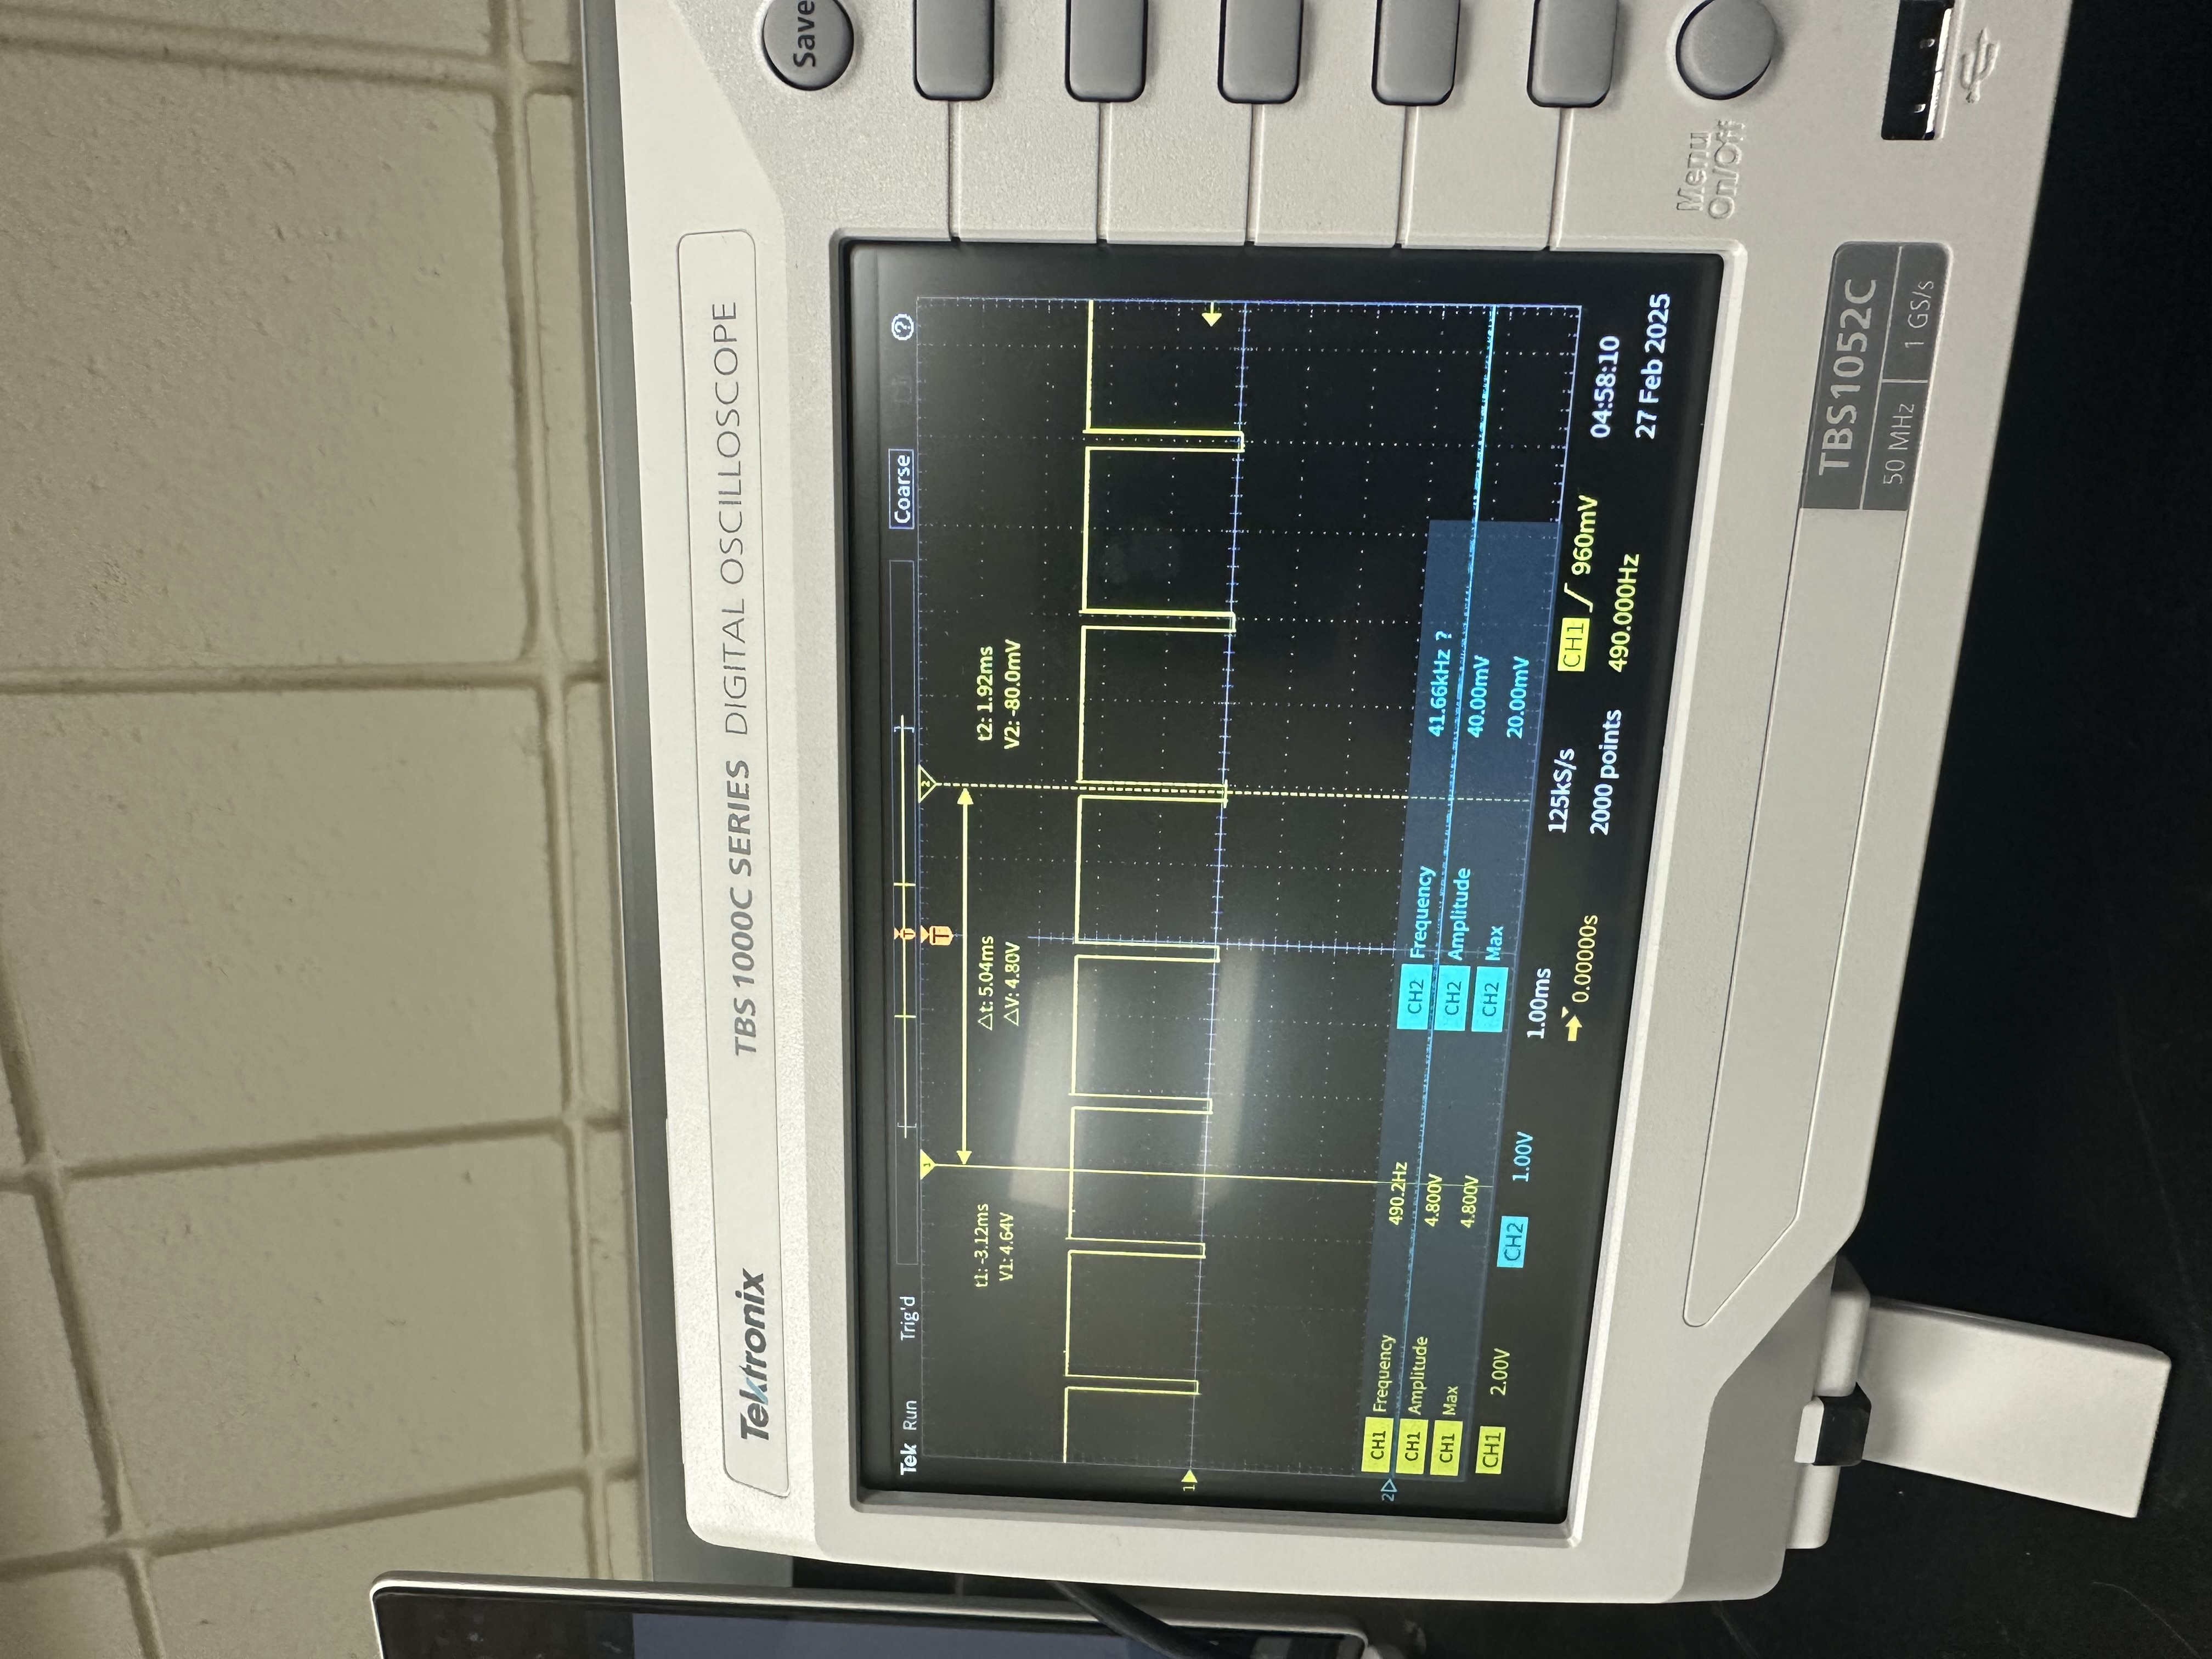 Tektronix
TBS 1000C SERIES DIGITAL OSCILLOSCOPE
Save
Tek Run Trig'd Coarse ?
1 T 2
t1: -3.12ms △t: 5.04ms t2: 1.92ms
V1: 4.64V △V: 4.80V V2: -80.0mV
1
2
CH1 Frequency 490.2Hz
CH1 Amplitude 4.800V
CH1 Max 4.800V
CH2 Frequency 41.66kHz ?
CH2 Amplitude 40.00mV
CH2 Max 20.00mV
CH1 2.00V CH2 1.00V 1.00ms 125kS/s CH1 960mV 04:58:10
0.00000s 2000 points 490.000Hz 27 Feb 2025
Menu
On/Off
TBS1052C
50 MHz 1 GS/s